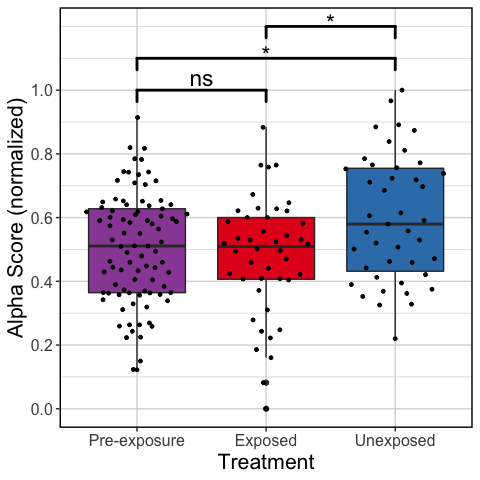 *
*
ns
1.0
0.8
0.6
0.4
0.2
0.0
Alpha Score (normalized)
Pre-exposure Exposed Unexposed
Treatment